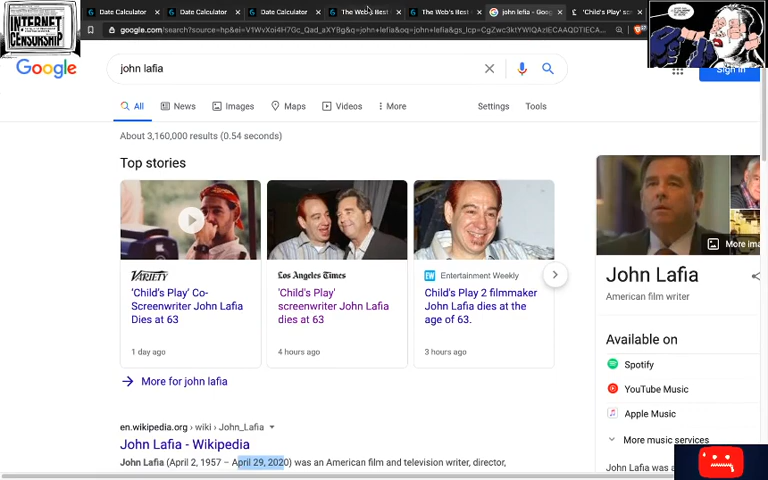 INTERNET
CENSORSHIP
Date Calculator
Date Calculator
Date Calculator
The Web's Best
The Web's Best
john lafia - Goog
'Child's Play' sc
google.com/search?source=hp&ei=
Google
john lafia
Sign in
All
News
Images
Maps
Videos
More
Settings
Tools
About 3,160,000 results (0.54 seconds)
Top stories
VARIETY
'Child's Play' Co-
Screenwriter John Lafia
Dies at 63
1 day ago
Los Angeles Times
'Child's Play'
screenwriter John Lafia
dies at 63
4 hours ago
EW Entertainment Weekly
Child's Play 2 filmmaker
John Lafia dies at the
age of 63.
3 hours ago
More for john lafia
More ima
John Lafia
American film writer
Available on
Spotify
YouTube Music
Apple Music
More music services
John Lafia was a
en.wikipedia.org › wiki › John_Lafia
John Lafia - Wikipedia
John Lafia (April 2, 1957 – April 29, 2020) was an American film and television writer, director,